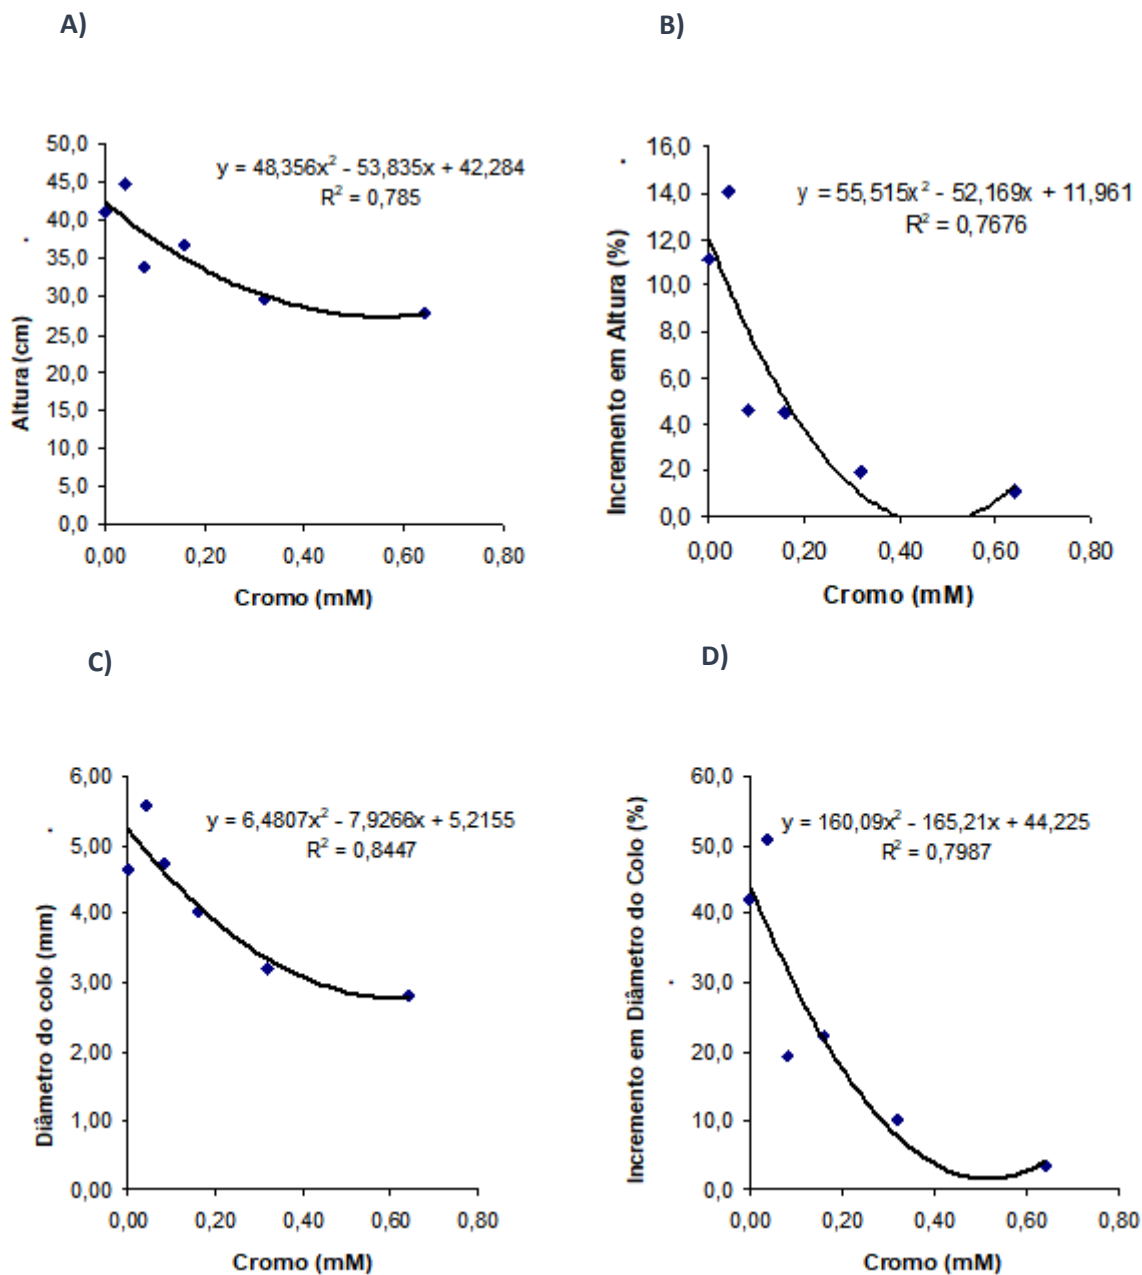 A)
50,0
45,0
40,0
35,0
30,0
25,0
20,0
15,0
10,0
5,0
0,0
y = 48,356x² - 53,835x + 42,284
R² = 0,785
Altura (cm)
0,00 0,20 0,40 0,60 0,80
Cromo (mM)
B)
16,0
14,0
12,0
10,0
8,0
6,0
4,0
2,0
0,0
y = 55,515x² - 52,169x + 11,961
R² = 0,7676
Incremento em Altura (%)
0,00 0,20 0,40 0,60 0,80
Cromo (mM)
C)
6,00
5,00
4,00
3,00
2,00
1,00
0,00
y = 6,4807x² - 7,9266x + 5,2155
R² = 0,8447
Diâmetro do colo (mm)
0,00 0,20 0,40 0,60 0,80
Cromo (mM)
D)
60,0
50,0
40,0
30,0
20,0
10,0
0,0
y = 160,09x² - 165,21x + 44,225
R² = 0,7987
Incremento em Diâmetro do Colo (%)
0,00 0,20 0,40 0,60 0,80
Cromo (mM)